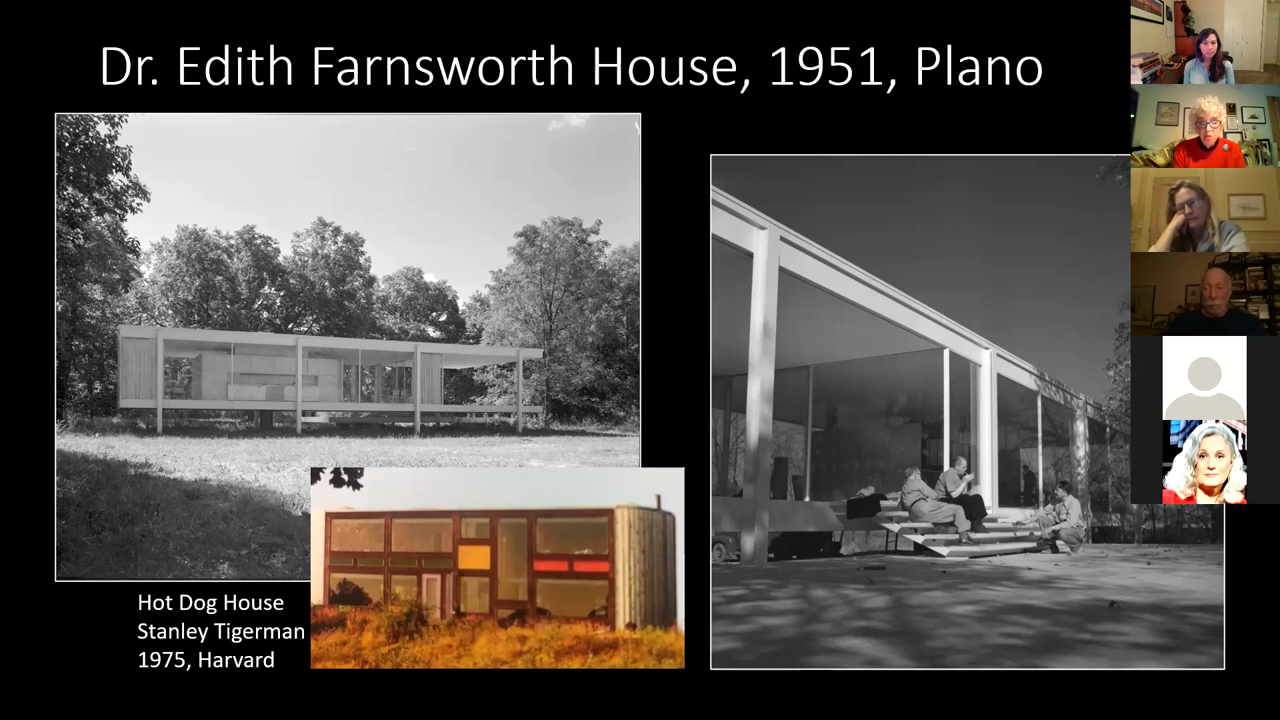 Dr. Edith Farnsworth House, 1951, Plano
Hot Dog House
Stanley Tigerman
1975, Harvard